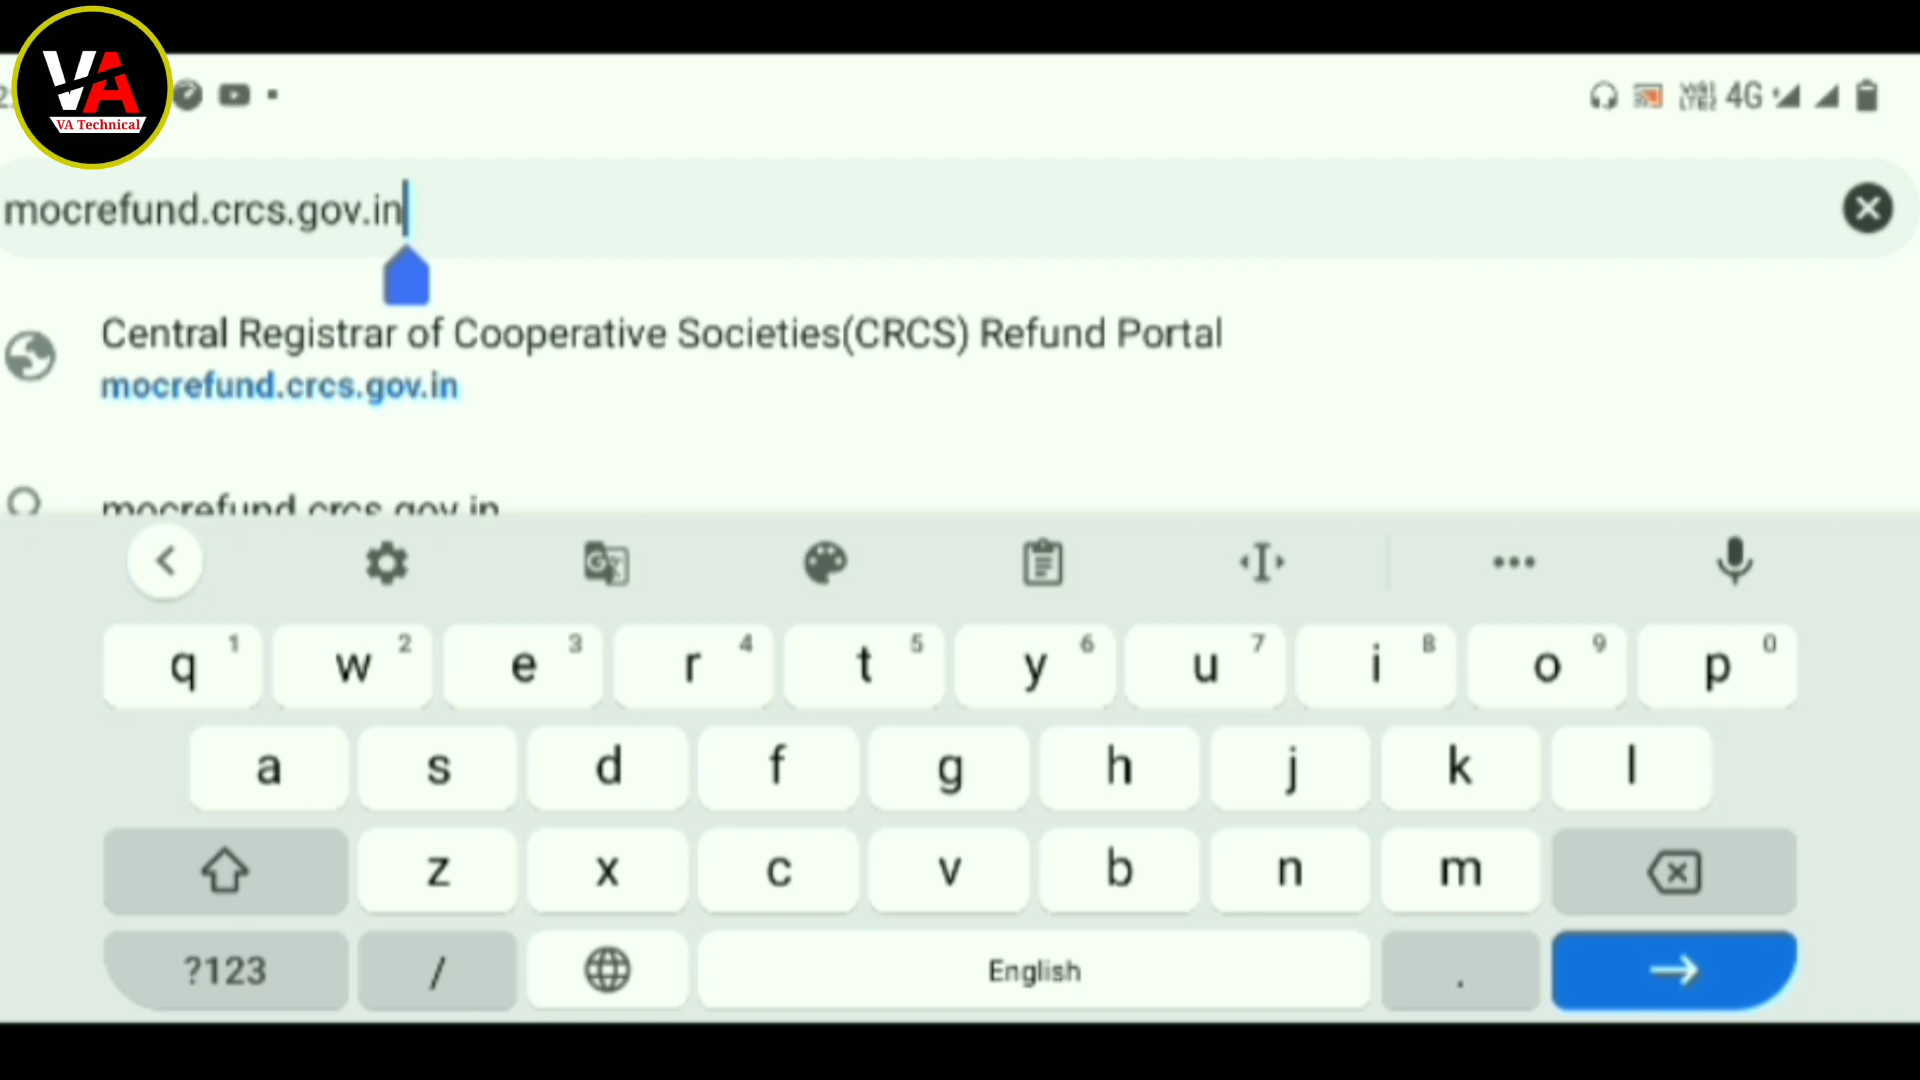 VA
VA Technical
4G
mocrefund.crcs.gov.in
Central Registrar of Cooperative Societies(CRCS) Refund Portal
mocrefund.crcs.gov.in
mocrefund.crcs.gov.in
q 1 w 2 e 3 r 4 t 5 y 6 u 7 i 8 o 9 p 0
a s d f g h j k l
z x c v b n m
?123 / English .